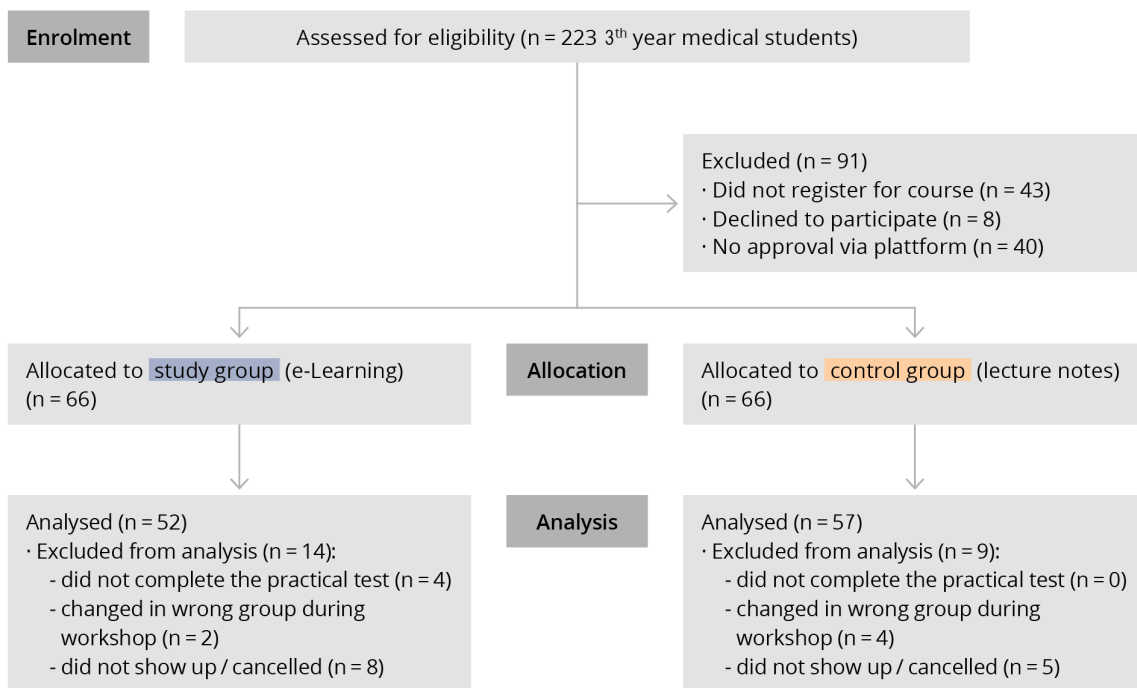 Enrolment
Assessed for eligibility (n = 223 3th year medical students)
Excluded (n = 91)
· Did not register for course (n = 43)
· Declined to participate (n = 8)
· No approval via plattform (n = 40)
Allocated to study group (e-Learning)
(n = 66)
Allocation
Allocated to control group (lecture notes)
(n = 66)
Analysed (n = 52)
· Excluded from analysis (n = 14):
- did not complete the practical test (n = 4)
- changed in wrong group during
workshop (n = 2)
- did not show up / cancelled (n = 8)
Analysis
Analysed (n = 57)
· Excluded from analysis (n = 9):
- did not complete the practical test (n = 0)
- changed in wrong group during
workshop (n = 4)
- did not show up / cancelled (n = 5)